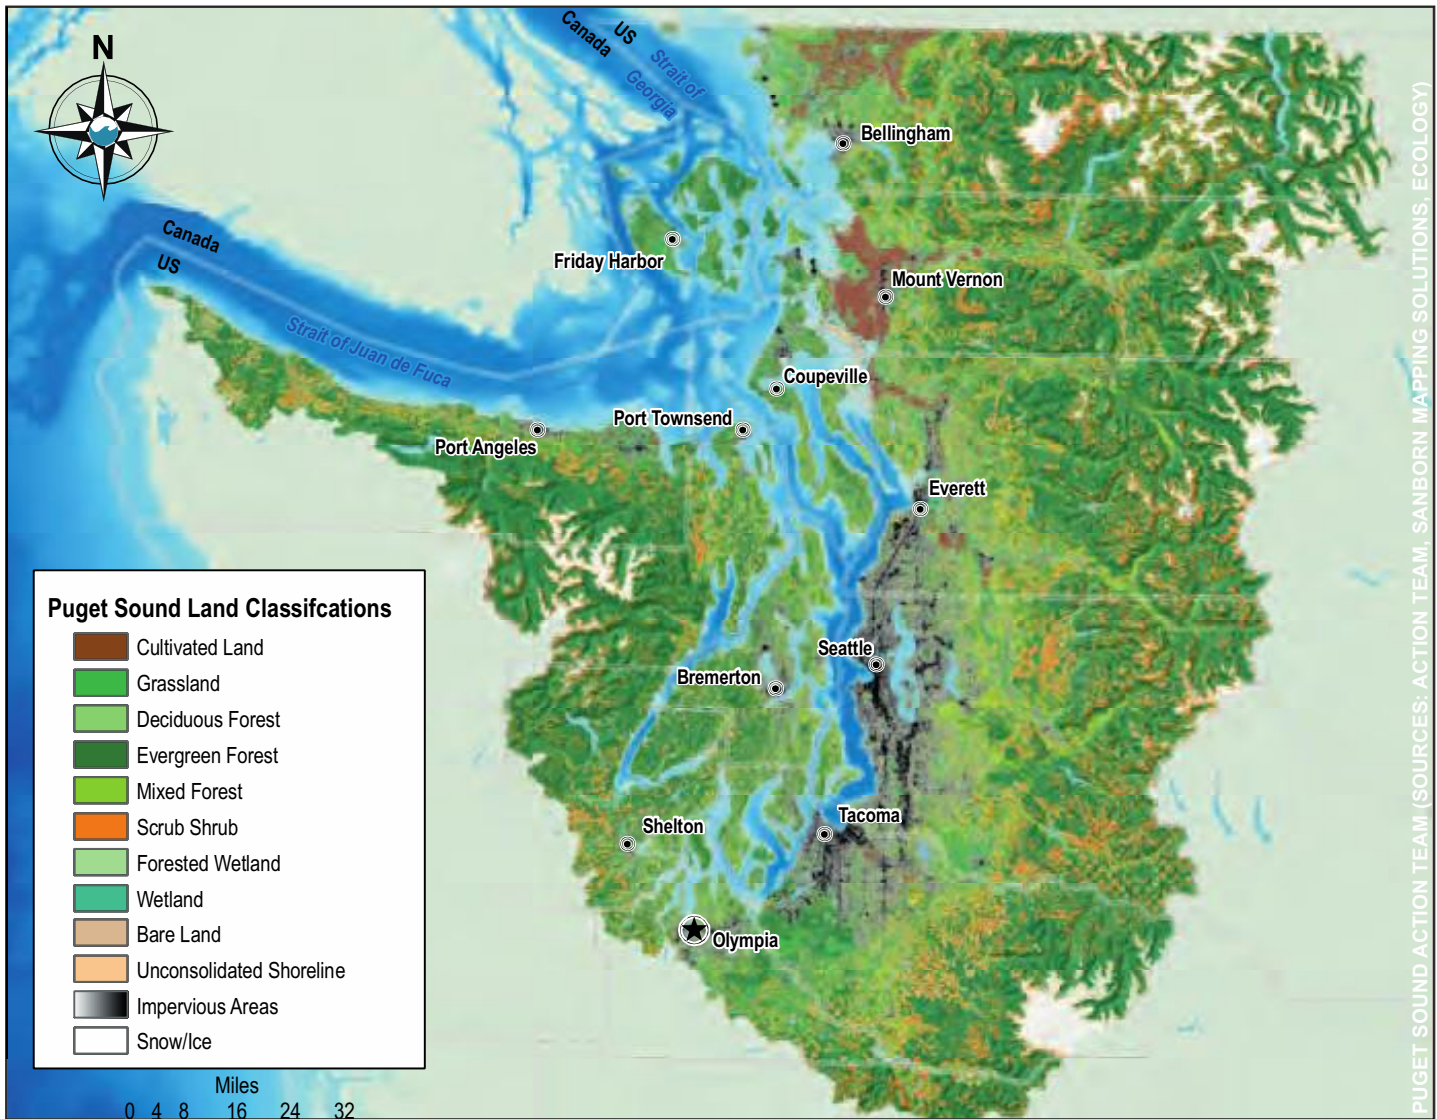 N
Canada
US
Strait of
Georgia
Bellingham
Canada
US
Friday Harbor
Mount Vernon
Strait of Juan de Fuca
Coupeville
Port Townsend
Port Angeles
Everett
Seattle
Bremerton
Tacoma
Shelton
Olympia
Puget Sound Land Classifcations
Cultivated Land
Grassland
Deciduous Forest
Evergreen Forest
Mixed Forest
Scrub Shrub
Forested Wetland
Wetland
Bare Land
Unconsolidated Shoreline
Impervious Areas
Snow/Ice
Miles
0 4 8 16 24 32
PUGET SOUND ACTION TEAM (SOURCES: ACTION TEAM, SANBORN MAPPING SOLUTIONS, ECOLOGY)